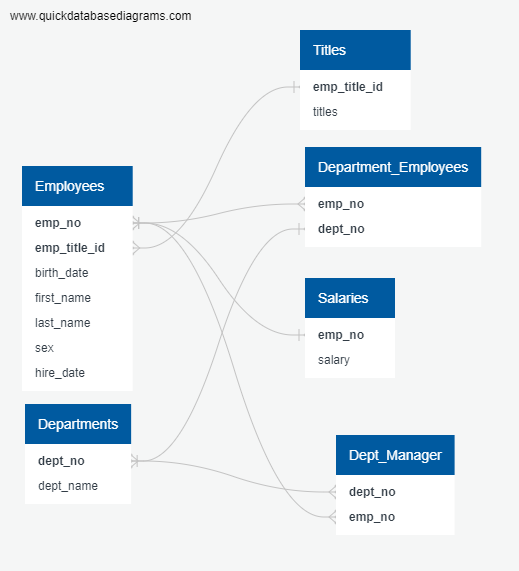 www.quickdatabasediagrams.com
Titles
emp_title_id
titles
Department_Employees
emp_no
dept_no
Employees
emp_no
emp_title_id
birth_date
first_name
last_name
sex
hire_date
Salaries
emp_no
salary
Departments
dept_no
dept_name
Dept_Manager
dept_no
emp_no